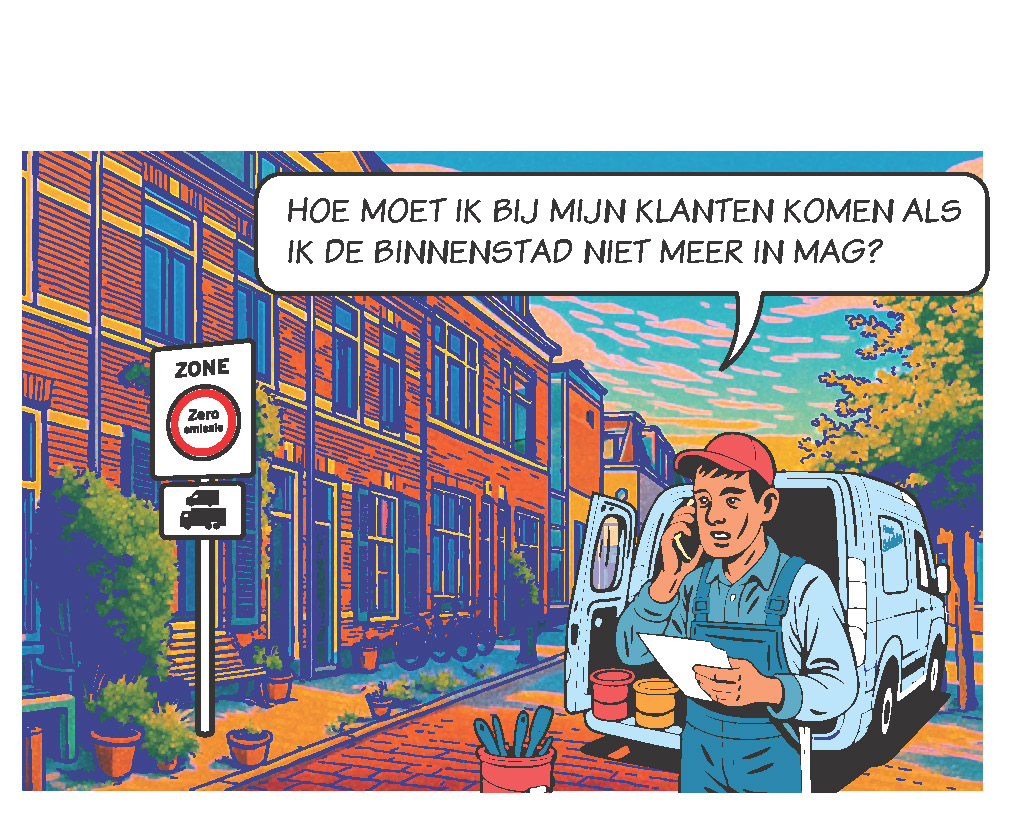 HOE MOET IK BIJ MIJN KLANTEN KOMEN ALS
IK DE BINNENSTAD NIET MEER IN MAG?
ZONE
Zero
emissie